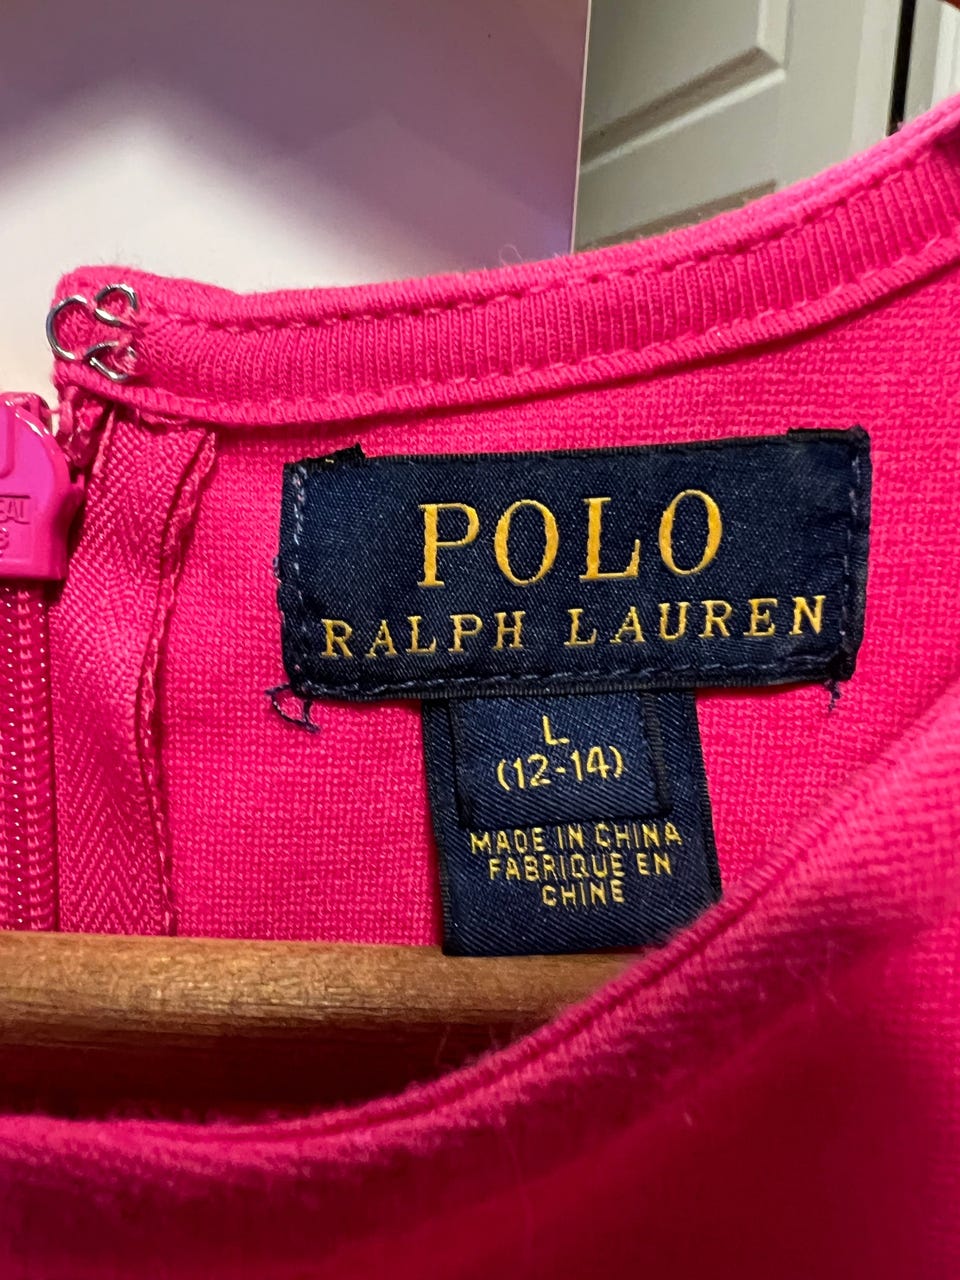 POLO
RALPH LAUREN
L
(12-14)
MADE IN CHINA
FABRIQUE EN
CHINE